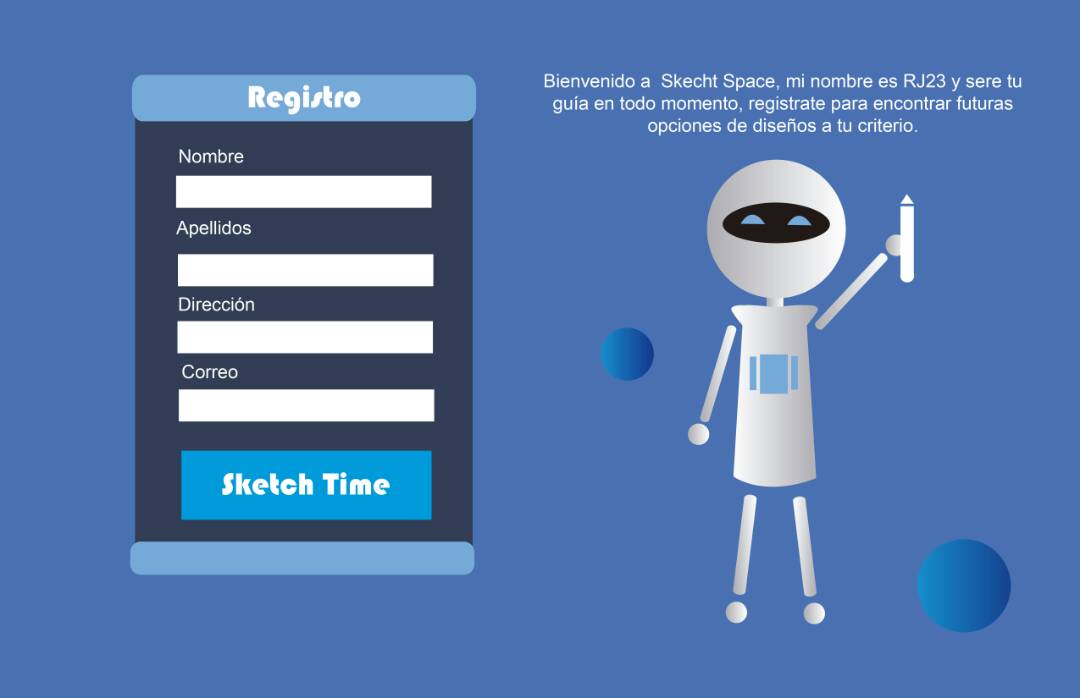 Registro
Nombre
Apellidos
Dirección
Correo
Sketch Time
Bienvenido a  Skecht Space, mi nombre es RJ23 y sere tu
guía en todo momento, registrate para encontrar futuras
opciones de diseños a tu criterio.